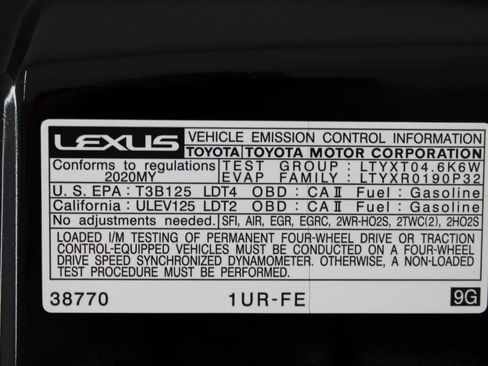 LEXUS VEHICLE EMISSION CONTROL INFORMATION
TOYOTA/TOYOTA MOTOR CORPORATION
Conforms to regulations TEST GROUP : LTYXT04.6K6W
2020MY EVAP FAMILY : LTYXR0190P32
U.S. EPA : T3B125 LDT4 OBD : CA II Fuel : Gasoline
California : ULEV125 LDT2 OBD : CA II Fuel : Gasoline
No adjustments needed. SFI, AIR, EGR, EGRC, 2WR-HO2S, 2TWC(2), 2HO2S
LOADED I/M TESTING OF PERMANENT FOUR-WHEEL DRIVE OR TRACTION
CONTROL-EQUIPPED VEHICLES MUST BE CONDUCTED ON A FOUR-WHEEL
DRIVE SPEED SYNCHRONIZED DYNAMOMETER. OTHERWISE, A NON-LOADED
TEST PROCEDURE MUST BE PERFORMED.
38770 1UR-FE 9G